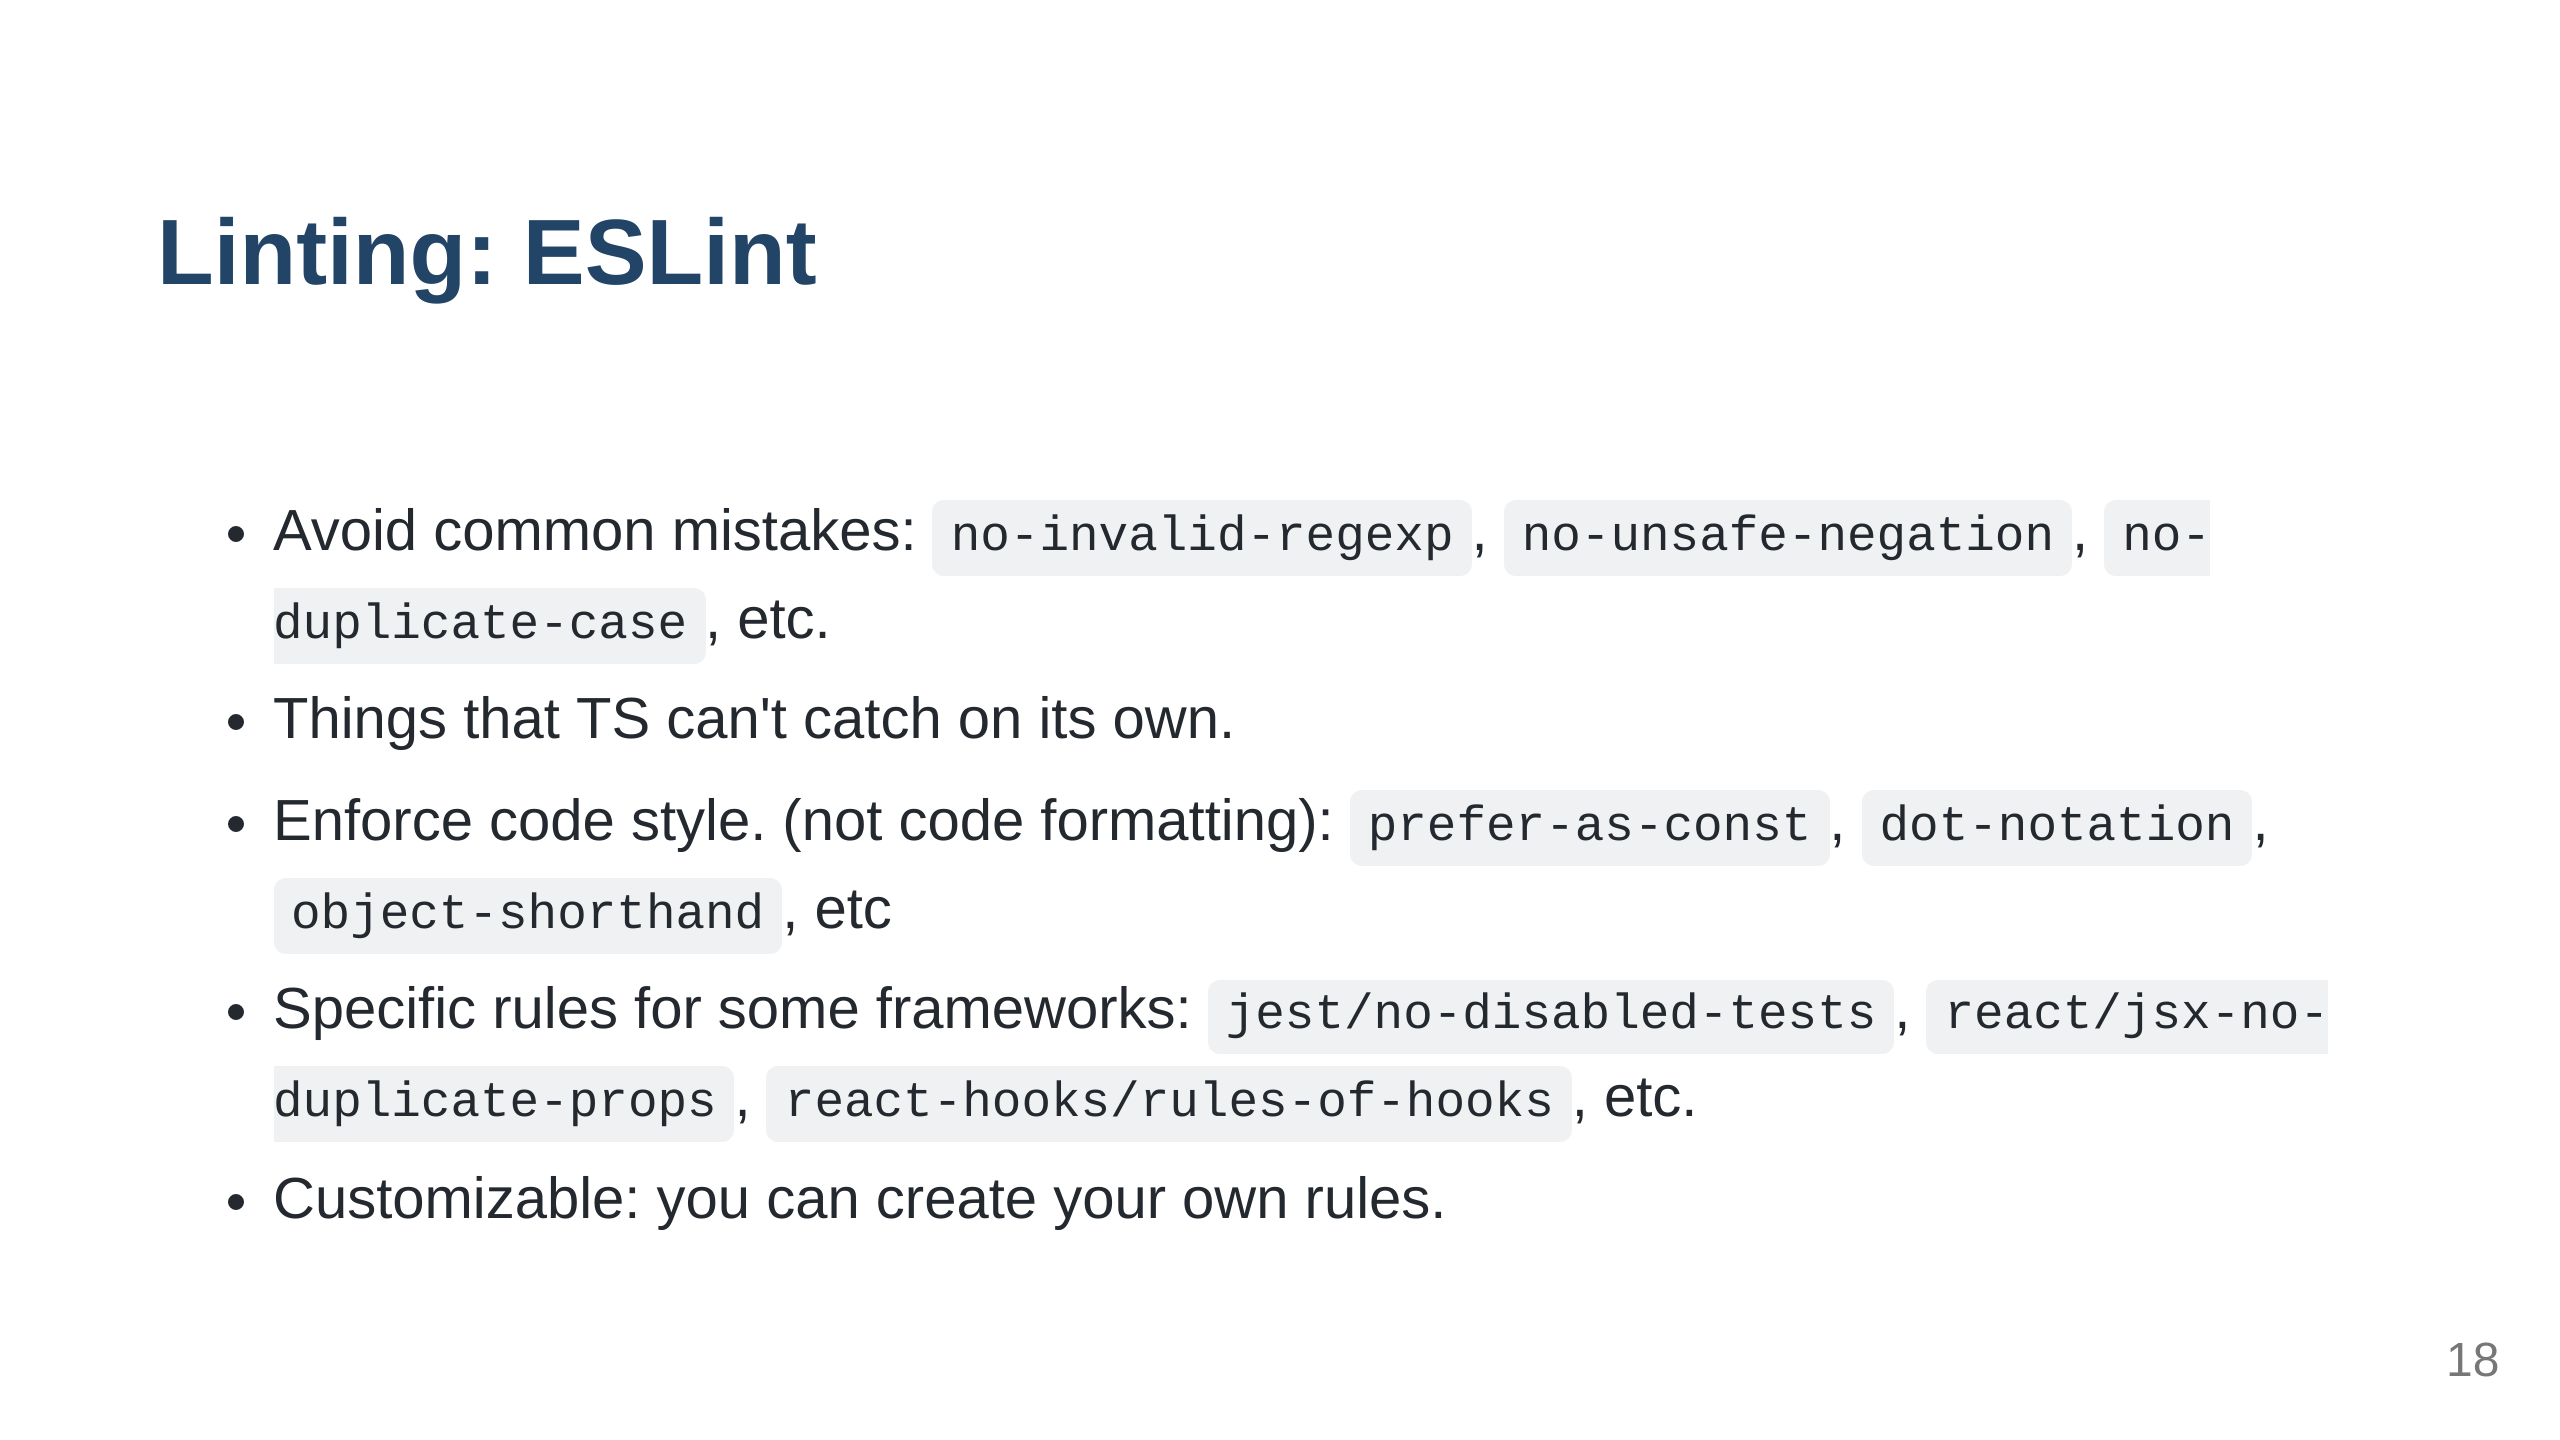 Linting: ESLint
• Avoid common mistakes: no-invalid-regexp, no-unsafe-negation, no-
duplicate-case, etc.
• Things that TS can't catch on its own.
• Enforce code style. (not code formatting): prefer-as-const, dot-notation,
object-shorthand, etc
• Specific rules for some frameworks: jest/no-disabled-tests, react/jsx-no-
duplicate-props, react-hooks/rules-of-hooks, etc.
• Customizable: you can create your own rules.
18